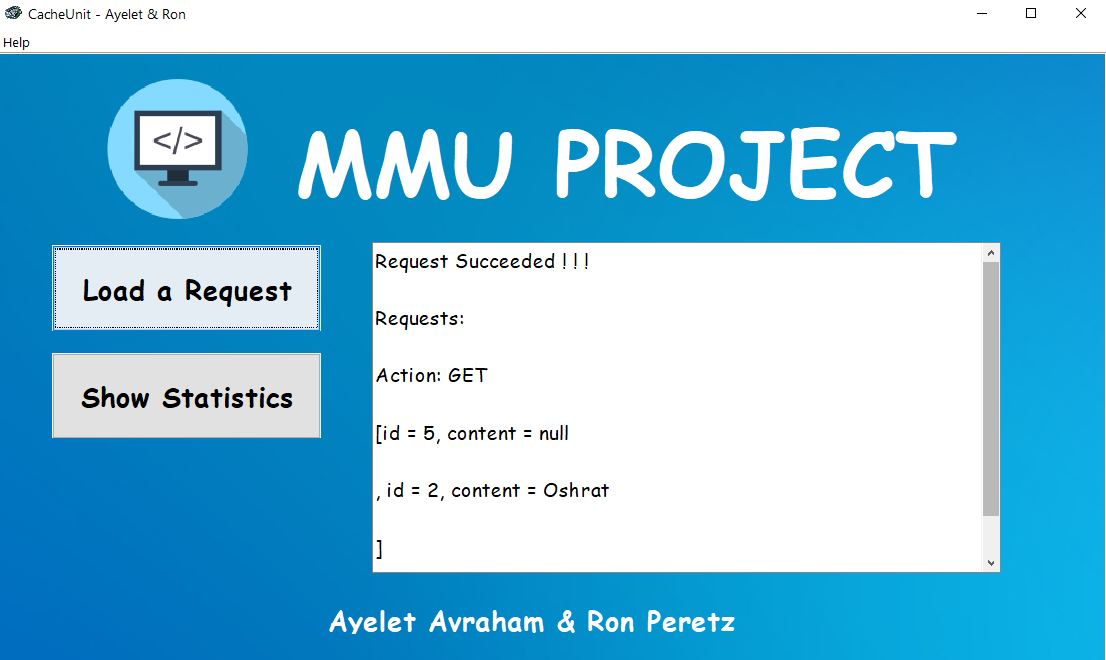 CacheUnit - Ayelet & Ron
Help
</>
MMU PROJECT
Load a Request
Show Statistics
Request Succeeded ! ! !
Requests:
Action: GET
[id = 5, content = null
, id = 2, content = Oshrat
]
Ayelet Avraham & Ron Peretz